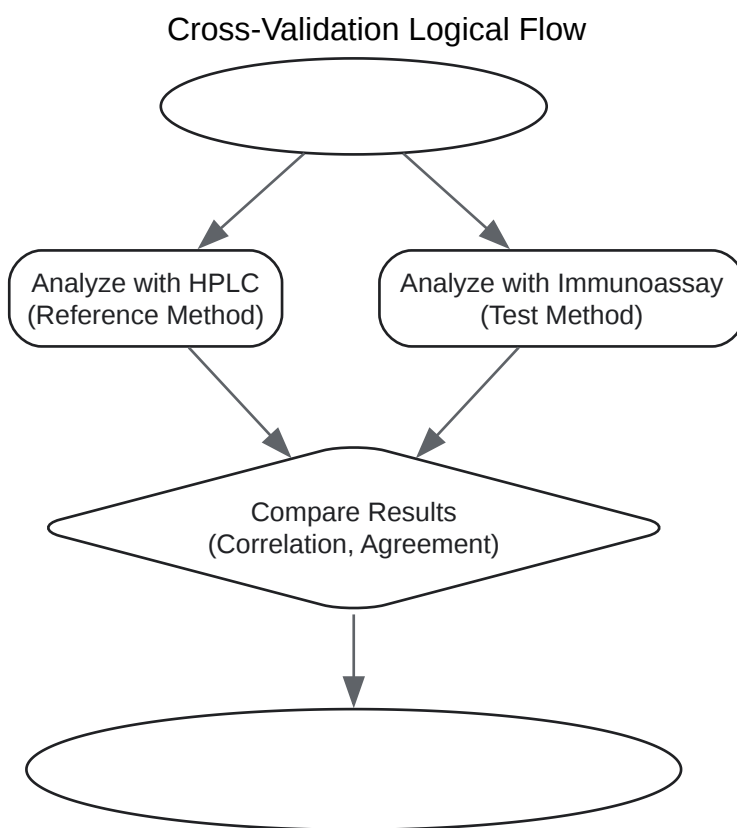 Cross-Validation Logical Flow
Analyze with HPLC
(Reference Method)
Analyze with Immunoassay
(Test Method)
Compare Results
(Correlation, Agreement)